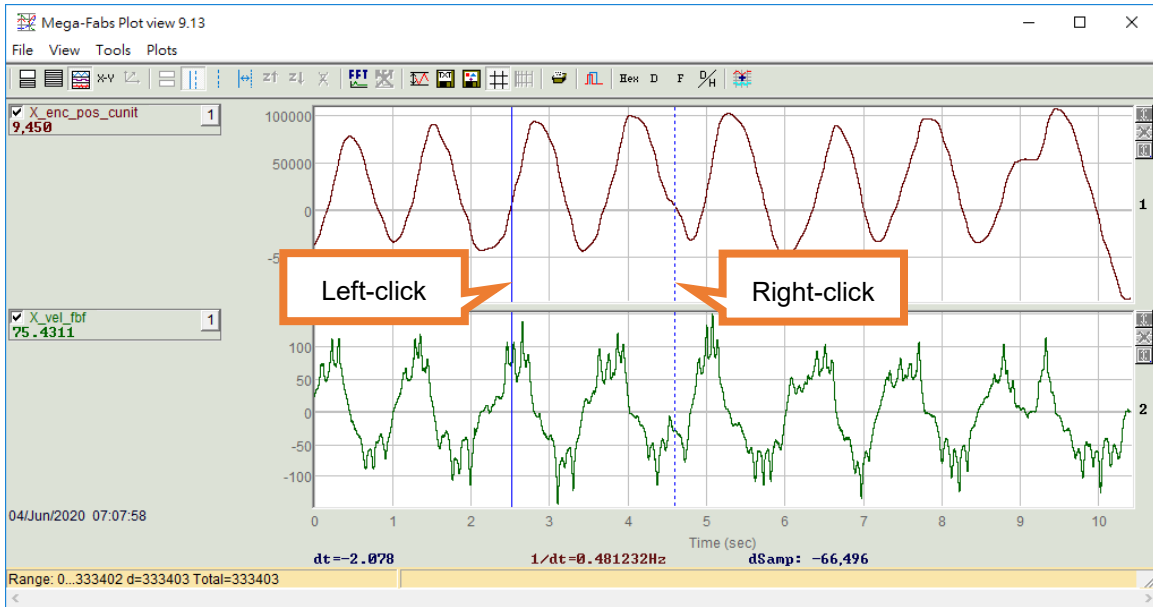 Mega-Fabs Plot view 9.13
File View Tools Plots
X-Y z↑ z↓ X FFT TXT Hex D F D/H
X_enc_pos_cunit 1
9,450
100000
50000
0
1
Left-click
Right-click
X_vel_fbf 1
75.4311
100
50
0
-50
-100
2
04/Jun/2020 07:07:58
0 1 2 3 4 5 6 7 8 9 10
Time (sec)
dt=-2.078 1/dt=0.481232Hz dSamp: -66,496
Range: 0...333402 d=333403 Total=333403